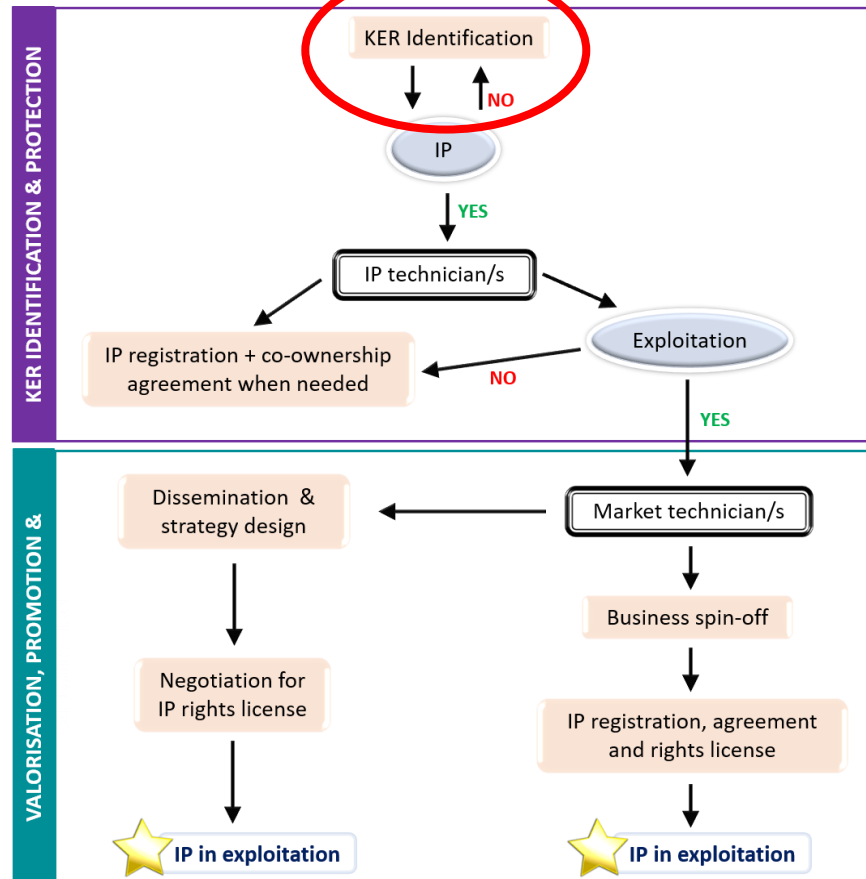 KER IDENTIFICATION & PROTECTION
KER Identification
NO
IP
YES
IP technician/s
IP registration + co-ownership
agreement when needed
Exploitation
NO
YES
VALORISATION, PROMOTION &
Dissemination &
strategy design
Market technician/s
Business spin-off
Negotiation for
IP rights license
IP registration, agreement
and rights license
IP in exploitation
IP in exploitation